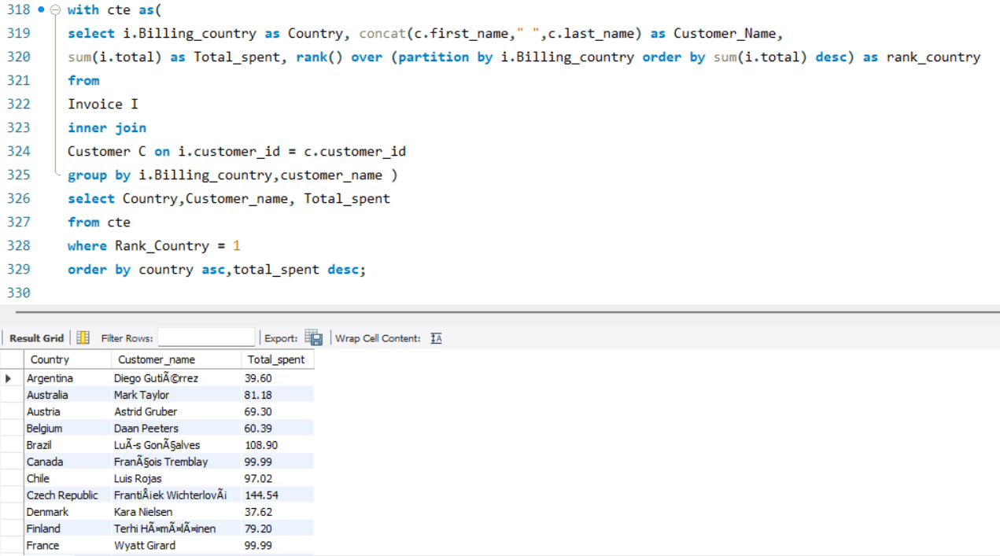 318 with cte as(
319 select i.Billing_country as Country, concat(c.first_name," ",c.last_name) as Customer_Name,
320 sum(i.total) as Total_spent, rank() over (partition by i.Billing_country order by sum(i.total) desc) as rank_country
321 from
322 Invoice I
323 inner join
324 Customer C on i.customer_id = c.customer_id
325 group by i.Billing_country,customer_name )
326 select Country,Customer_name, Total_spent
327 from cte
328 where Rank_Country = 1
329 order by country asc,total_spent desc;
330
Result Grid Filter Rows: Export: Wrap Cell Content:
Country Customer_name Total_spent
Argentina Diego GutiÃ©rrez 39.60
Australia Mark Taylor 81.18
Austria Astrid Gruber 69.30
Belgium Daan Peeters 60.39
Brazil LuÃ-s GonÃ§alves 108.90
Canada FranÃ§ois Tremblay 99.99
Chile Luis Rojas 97.02
Czech Republic FrantiÅ¡ek WichterlovÃ¡ 144.54
Denmark Kara Nielsen 37.62
Finland Terhi HÃ¤mÃ¤lÃ¤inen 79.20
France Wyatt Girard 99.99